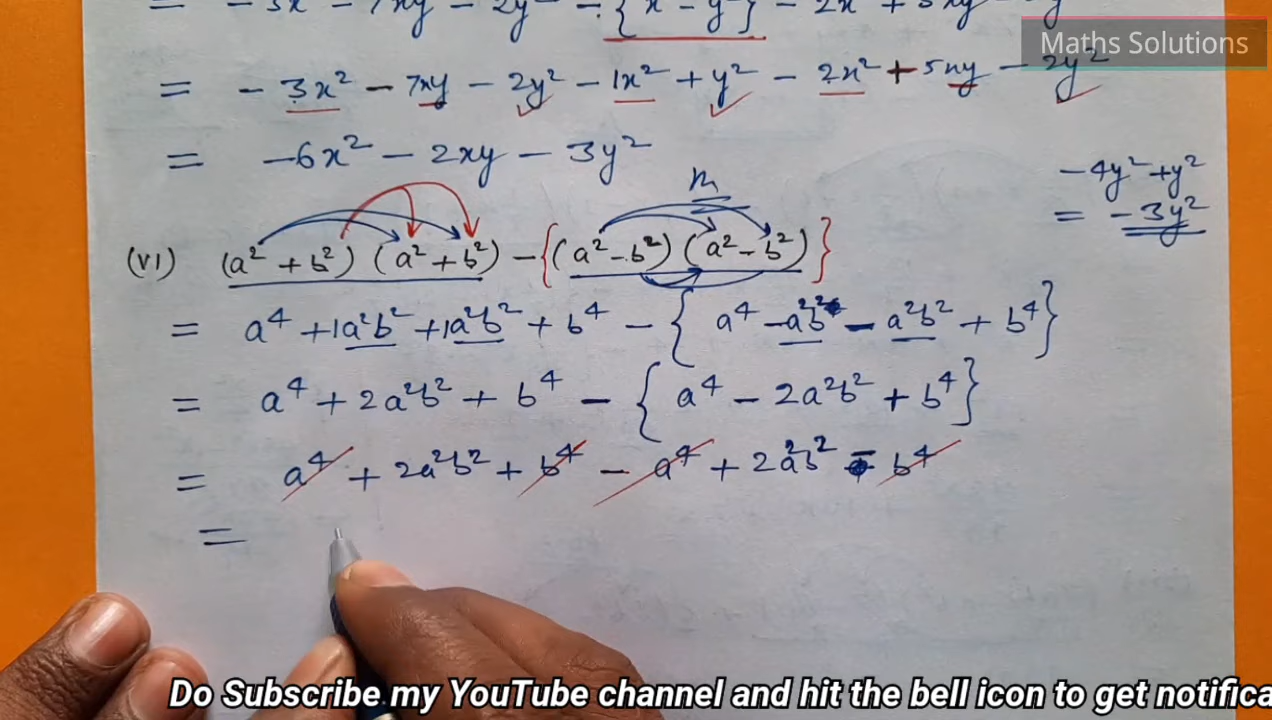 Maths Solutions
= - 3x² - 7xy - 2y² - 1x² + y² - 2x² + 5xy - 2y²
= -6x² - 2xy - 3y²
-4y² + y²
= -3y²
(VI) (a² + b²) (a² + b²) - {(a² - b²) (a² - b²)}
= a⁴ + 1a²b² + 1a²b² + b⁴ - { a⁴ - a²b² - a²b² + b⁴}
= a⁴ + 2a²b² + b⁴ - { a⁴ - 2a²b² + b⁴}
= a⁴ + 2a²b² + b⁴ - a⁴ + 2a²b² - b⁴
=
Do Subscribe my YouTube channel and hit the bell icon to get notifica